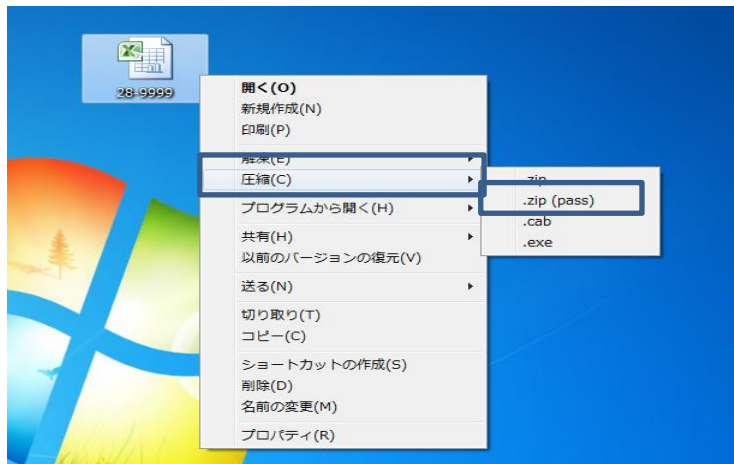 28-9999
開く(O)
新規作成(N)
印刷(P)
解凍(E)
圧縮(C)
プログラムから開く(H)
共有(H)
以前のバージョンの復元(V)
送る(N)
切り取り(T)
コピー(C)
ショートカットの作成(S)
削除(D)
名前の変更(M)
プロパティ(R)
.zip
.zip (pass)
.cab
.exe